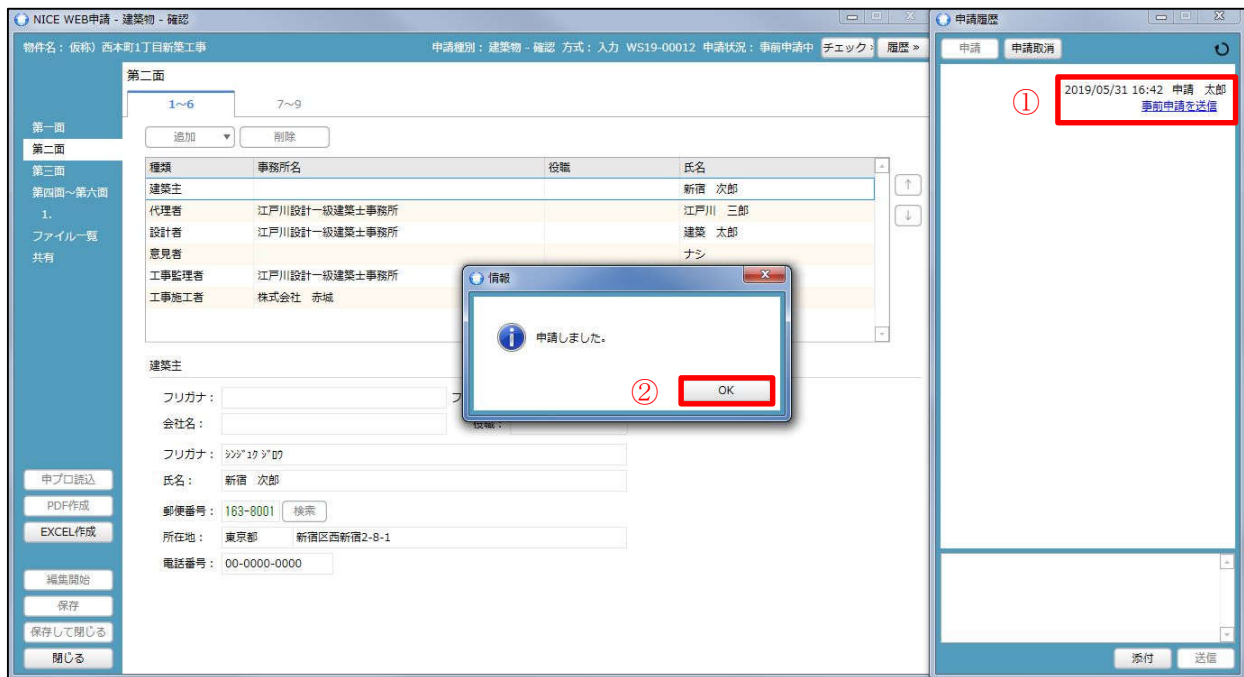 NICE WEB申請 - 建築物 - 確認
物件名：仮称）西本町1丁目新築工事
申請種別：建築物 - 確認 方式：入力 WS19-00012 申請状況：事前申請中
チェック »
履歴 »
第一面
第二面
第三面
第四面～第六面
1.
ファイル一覧
共有
申プロ読込
PDF作成
EXCEL作成
編集開始
保存
保存して閉じる
閉じる
第二面
1～6 7～9
追加 ▼ 削除
種類 事務所名 役職 氏名
建築主 新宿 次郎
代理者 江戸川設計一級建築士事務所 江戸川 三郎
設計者 江戸川設計一級建築士事務所 建築 太郎
意見者 ナシ
工事監理者 江戸川設計一級建築士事務所
工事施工者 株式会社 赤城
↑
↓
情報
申請しました。
② OK
建築主
フリガナ： フ
会社名： 役職：
フリガナ： ｼﾝｼﾞｭｸ ｼﾞﾛｳ
氏名： 新宿 次郎
郵便番号： 163-8001 検索
所在地： 東京都 新宿区西新宿2-8-1
電話番号： 00-0000-0000
申請履歴
申請 申請取消
① 2019/05/31 16:42 申請 太郎
事前申請を送信
添付 送信